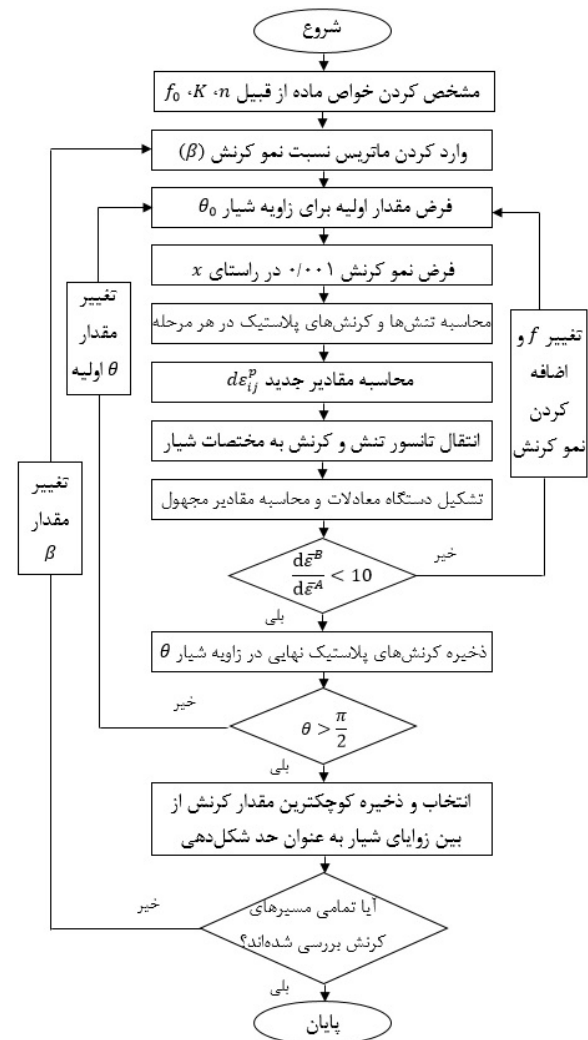 شروع
مشخص کردن خواص ماده از قبیل f₀ ،K ،n
وارد کردن ماتریس نسبت نمو کرنش (β)
فرض مقدار اولیه برای زاویه شیار θ₀
فرض نمو کرنش ۰/۰۰۱ در راستای x
محاسبه تنش‌ها و کرنش‌های پلاستیک در هر مرحله
محاسبه مقادیر جدید dε_{ij}^{p}
انتقال تانسور تنش و کرنش به مختصات شیار
تشکیل دستگاه معادلات و محاسبه مقادیر مجهول
dε̄^B / dε̄^A < 10
خیر
تغییر f و
اضافه
کردن
نمو کرنش
بلی
ذخیره کرنش‌های پلاستیک نهایی در زاویه شیار θ
θ > π/2
خیر
تغییر
مقدار
اولیه θ
بلی
انتخاب و ذخیره کوچکترین مقدار کرنش از
بین زوایای شیار به عنوان حد شکل‌دهی
آیا تمامی مسیرهای
کرنش بررسی شده‌اند؟
خیر
تغییر
مقدار
β
بلی
پایان